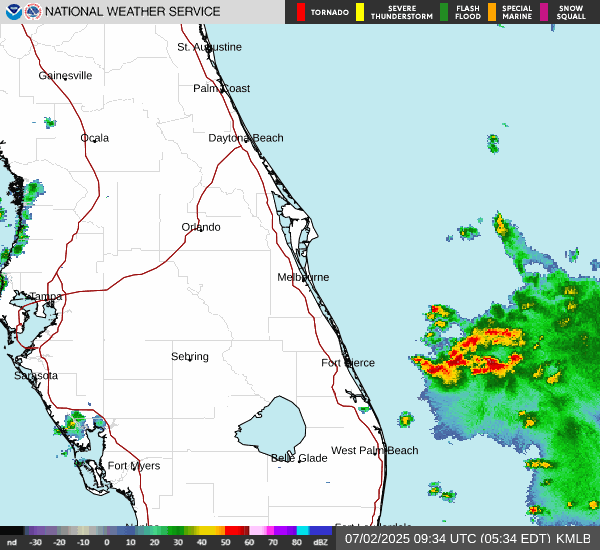 NATIONAL WEATHER SERVICE
TORNADO
SEVERE THUNDERSTORM
FLASH FLOOD
SPECIAL MARINE
SNOW SQUALL
St. Augustine
Gainesville
Palm Coast
Ocala
Daytona Beach
Orlando
Melbourne
Tampa
Sebring
Fort Pierce
Sarasota
West Palm Beach
Belle Glade
Fort Myers
nd -30 -20 -10 0 10 20 30 40 50 60 70 80 dBZ
07/02/2025 09:34 UTC (05:34 EDT) KMLB